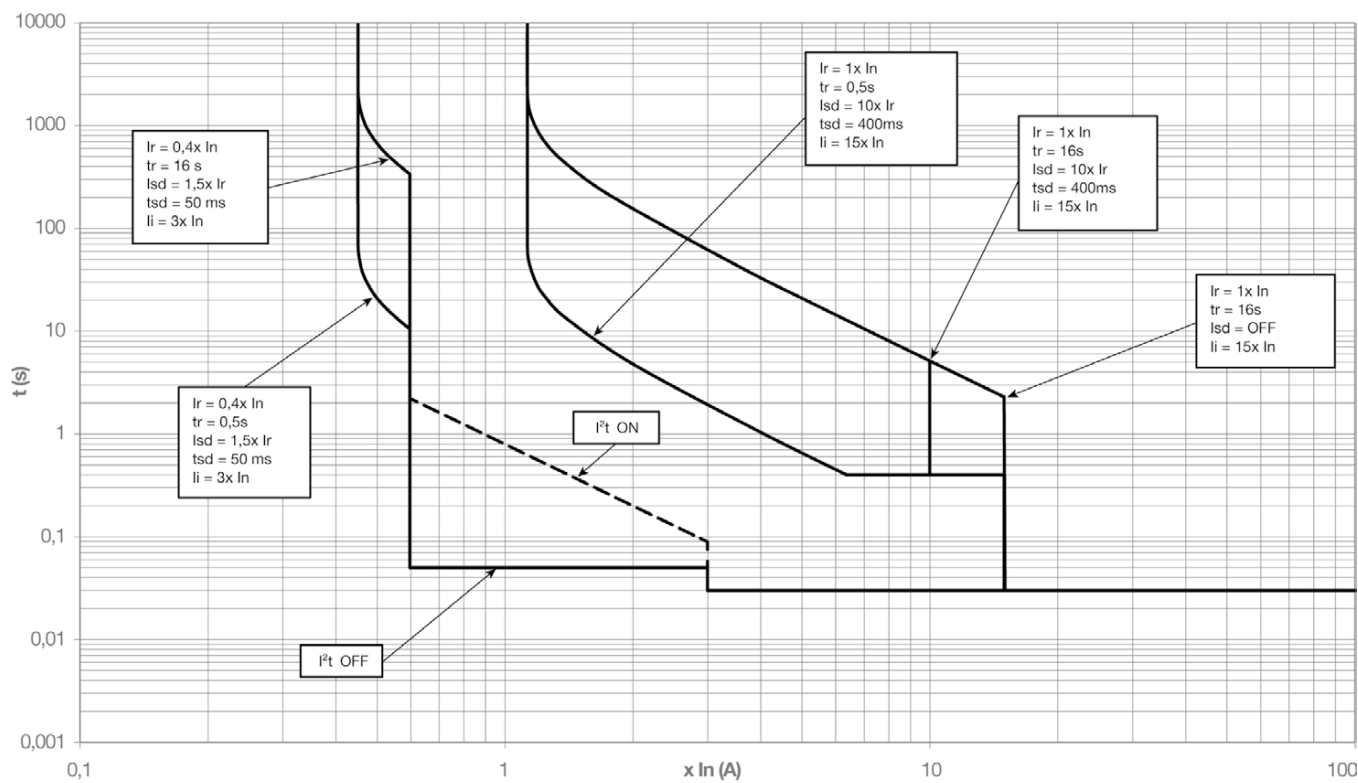 10000
1000
100
10
1
0,1
0,01
0,001
t (s)
0,1
1
10
100
x In (A)
Ir = 0,4x In
tr = 16 s
Isd = 1,5x Ir
tsd = 50 ms
Ii = 3x In
Ir = 0,4x In
tr = 0,5s
Isd = 1,5x Ir
tsd = 50 ms
Ii = 3x In
I²t OFF
I²t ON
Ir = 1x In
tr = 0,5s
Isd = 10x Ir
tsd = 400ms
Ii = 15x In
Ir = 1x In
tr = 16s
Isd = 10x Ir
tsd = 400ms
Ii = 15x In
Ir = 1x In
tr = 16s
Isd = OFF
Ii = 15x In